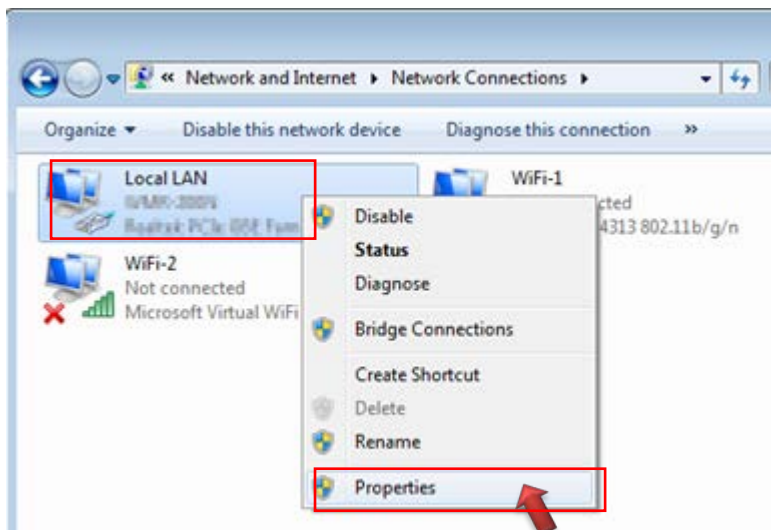 « Network and Internet Network Connections
Organize Disable this network device Diagnose this connection »
Local LAN
WiFi-1
4313 802.11b/g/n
WiFi-2
Not connected
Microsoft Virtual WiFi
Disable
Status
Diagnose
Bridge Connections
Create Shortcut
Delete
Rename
Properties